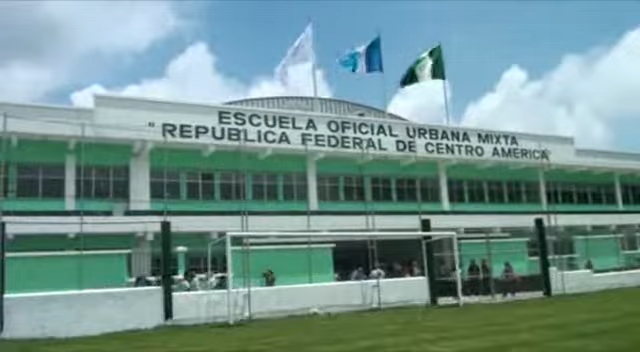 ESCUELA OFICIAL URBANA MIXTA
"REPUBLICA FEDERAL DE CENTRO AMERICA"